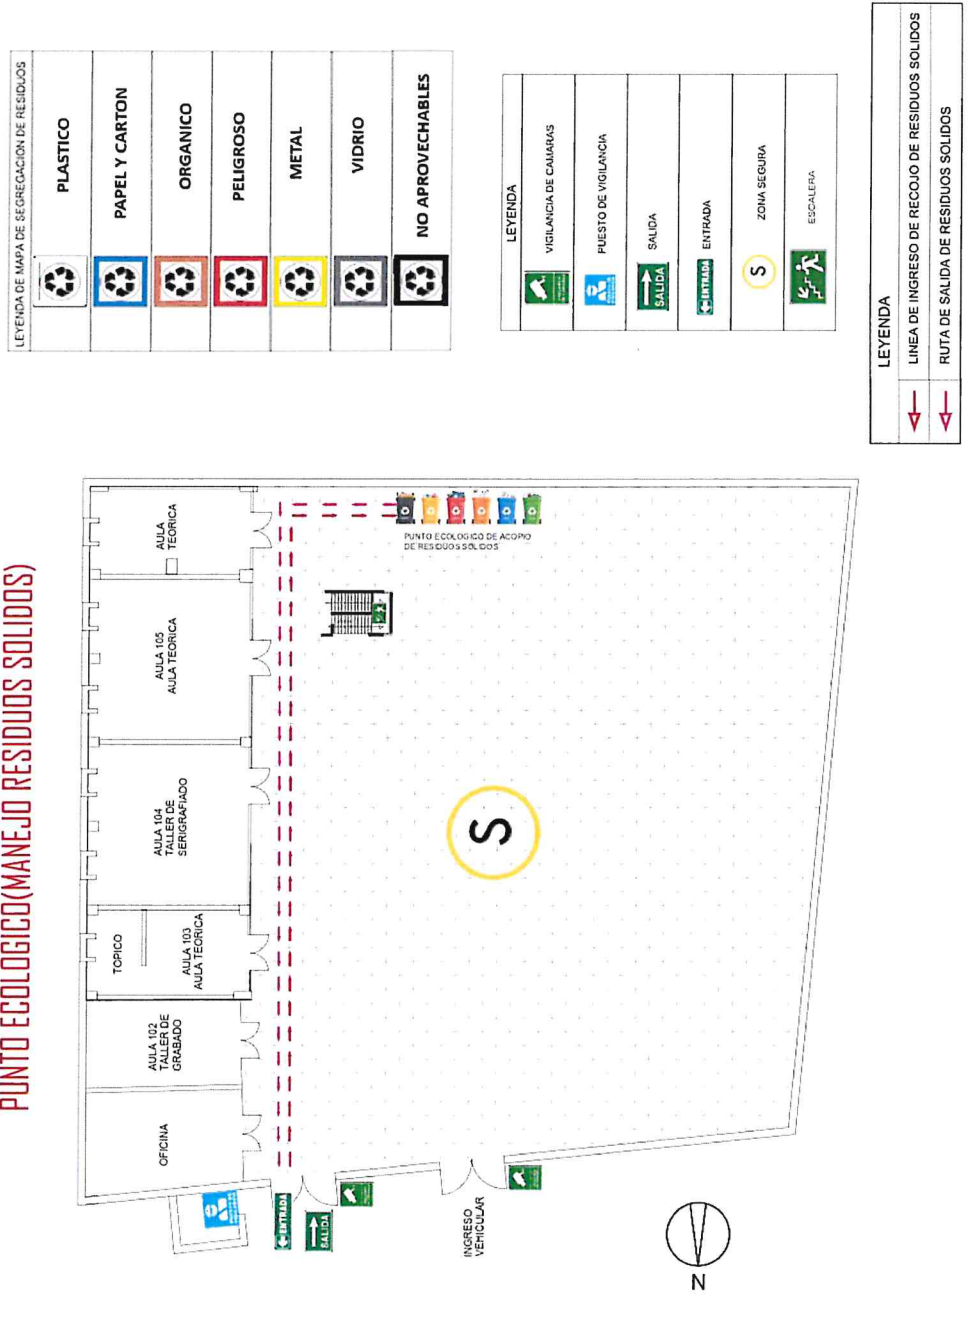 PUNTO ECOLOGICO(MANEJO RESIDUOS SOLIDOS)
OFICINA
AULA 102
TALLER DE
GRABADO
TOPICO
AULA 103
AULA TEORICA
AULA 104
TALLER DE
SERIGRAFIADO
AULA 105
AULA TEORICA
AULA
TEORICA
PUNTO ECOLOGICO DE ACOPIO
DE RESIDUOS SOLIDOS
S
ENTRADA
SALIDA
INGRESO
VEHICULAR
N
LEYENDA DE MAPA DE SEGREGACION DE RESIDUOS
PLASTICO
PAPEL Y CARTON
ORGANICO
PELIGROSO
METAL
VIDRIO
NO APROVECHABLES
LEYENDA
VIGILANCIA DE CAMARAS
PUESTO DE VIGILANCIA
SALIDA
SALIDA
ENTRADA
ENTRADA
S
ZONA SEGURA
ESCALERA
LEYENDA
LINEA DE INGRESO DE RECOJO DE RESIDUOS SOLIDOS
RUTA DE SALIDA DE RESIDUOS SOLIDOS